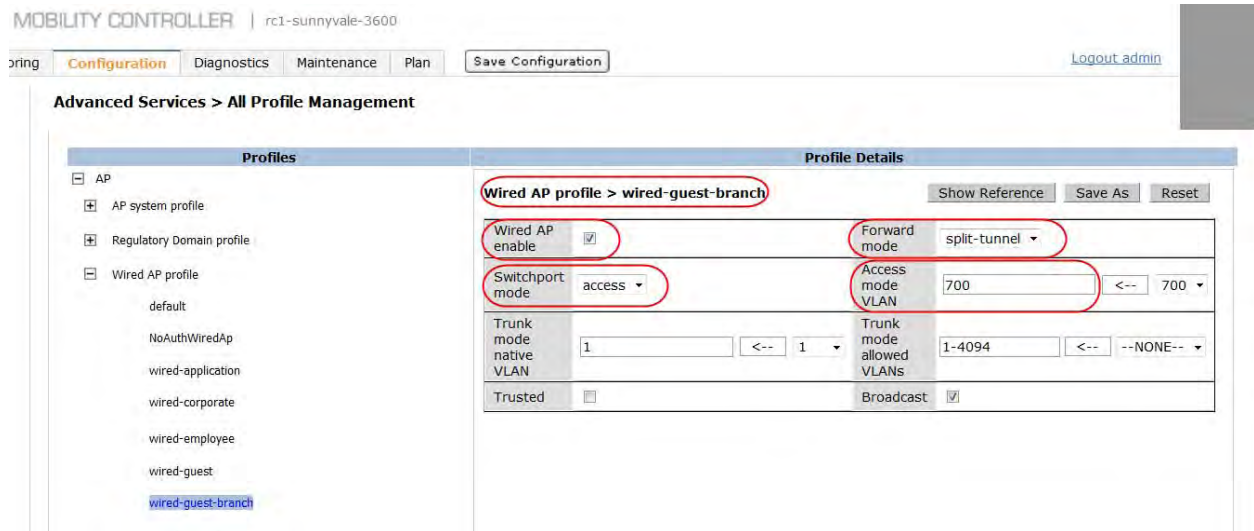 MOBILITY CONTROLLER | rc1-sunnyvale-3600
oring Configuration Diagnostics Maintenance Plan Save Configuration Logout admin
Advanced Services > All Profile Management
Profiles
AP
AP system profile
Regulatory Domain profile
Wired AP profile
default
NoAuthWiredAp
wired-application
wired-corporate
wired-employee
wired-guest
wired-guest-branch
Profile Details
Wired AP profile > wired-guest-branch Show Reference Save As Reset
Wired AP enable
Forward mode split-tunnel
Switchport mode access
Access mode VLAN 700 <-- 700
Trunk mode native VLAN 1 <-- 1
Trunk mode allowed VLANs 1-4094 <-- --NONE--
Trusted
Broadcast